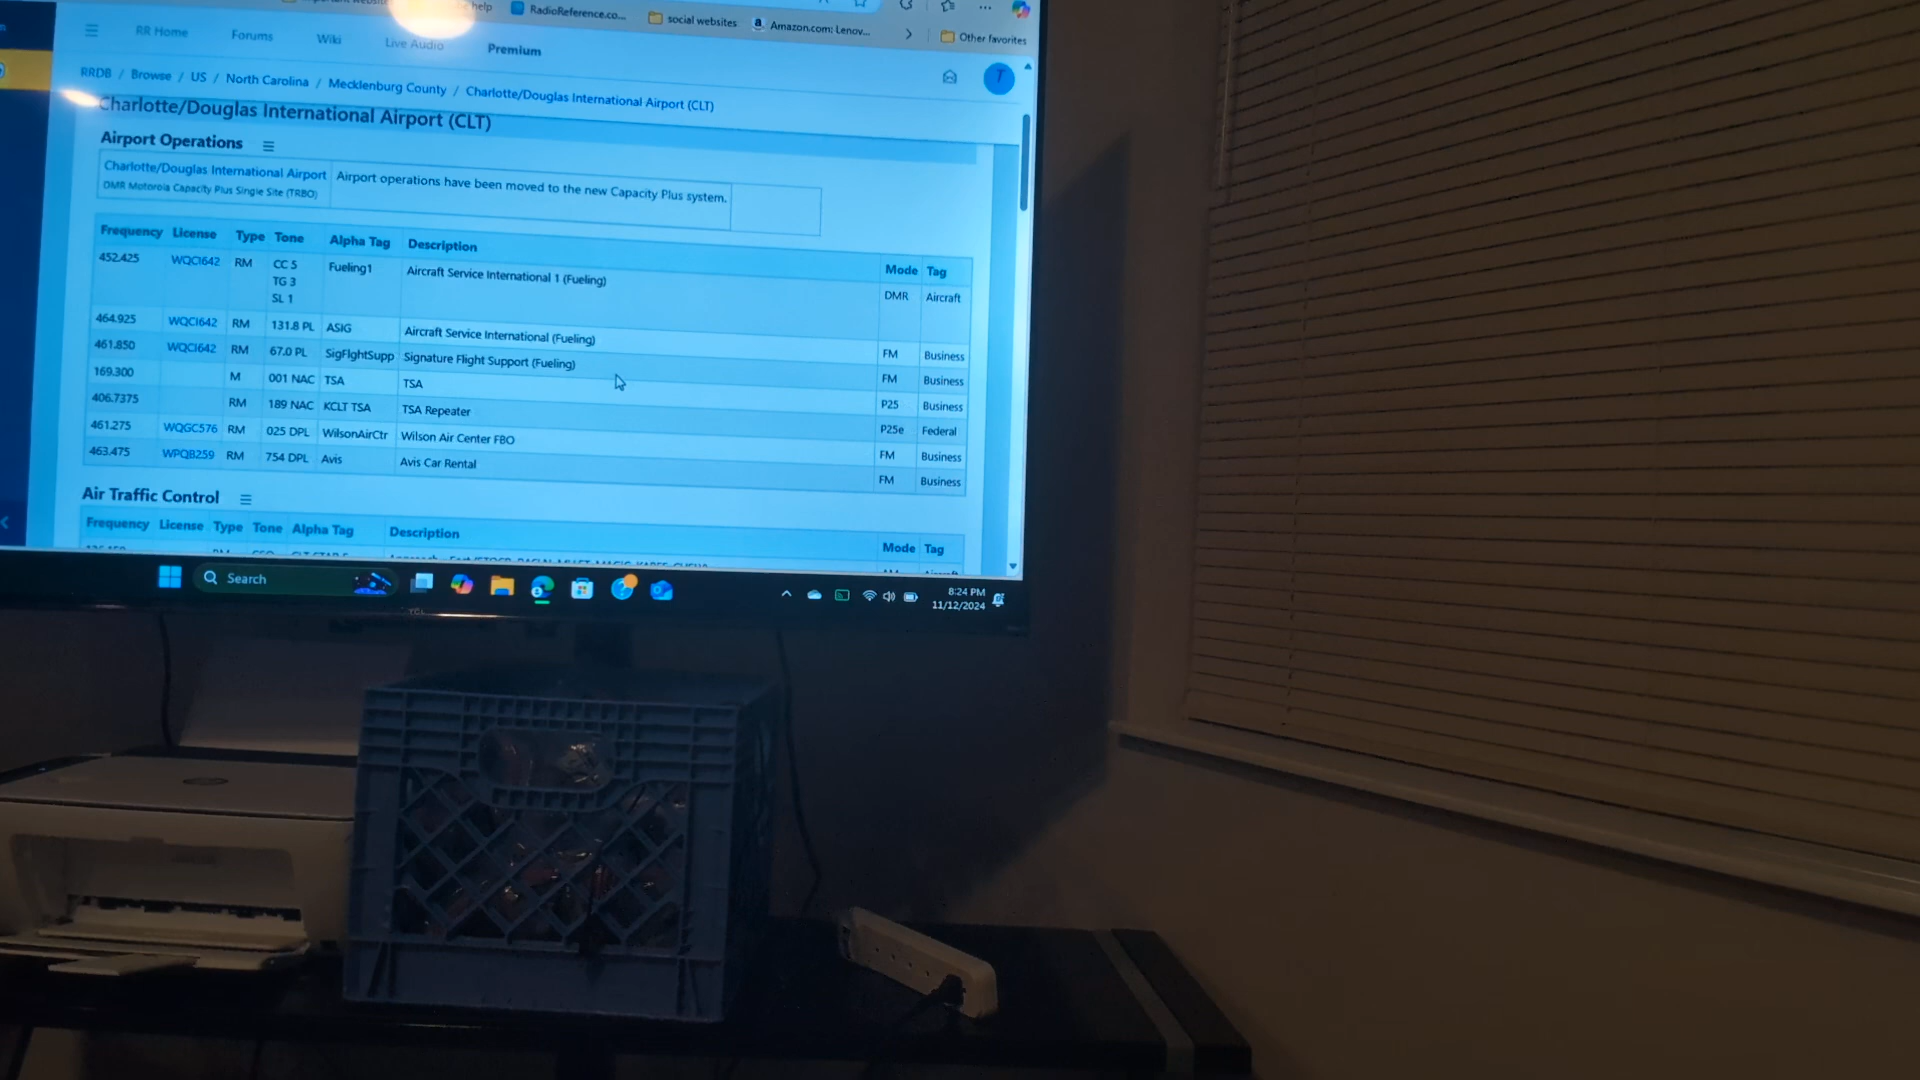 help RadioReference.co... social websites Amazon.com: Lenov... Other favorites
RR Home Forums Wiki Live Audio Premium
RRDB / Browse / US / North Carolina / Mecklenburg County / Charlotte/Douglas International Airport (CLT)
T
Charlotte/Douglas International Airport (CLT)
Airport Operations
Charlotte/Douglas International Airport Airport operations have been moved to the new Capacity Plus system.
DMR Motorola Capacity Plus Single Site (TRBO)
Frequency License Type Tone Alpha Tag Description Mode Tag
452.425 WQCI642 RM CC 5 Fueling1 Aircraft Service International 1 (Fueling) DMR Aircraft
TG 3
SL 1
464.925 WQCI642 RM 131.8 PL ASIG Aircraft Service International (Fueling) FM Business
461.850 WQCI642 RM 67.0 PL SigFlghtSupp Signature Flight Support (Fueling) FM Business
169.300 M 001 NAC TSA TSA P25 Business
406.7375 RM 189 NAC KCLT TSA TSA Repeater P25e Federal
461.275 WQGC576 RM 025 DPL WilsonAirCtr Wilson Air Center FBO FM Business
463.475 WPQB259 RM 754 DPL Avis Avis Car Rental FM Business
Air Traffic Control
Frequency License Type Tone Alpha Tag Description Mode Tag
Search
8:24 PM
11/12/2024
TCL